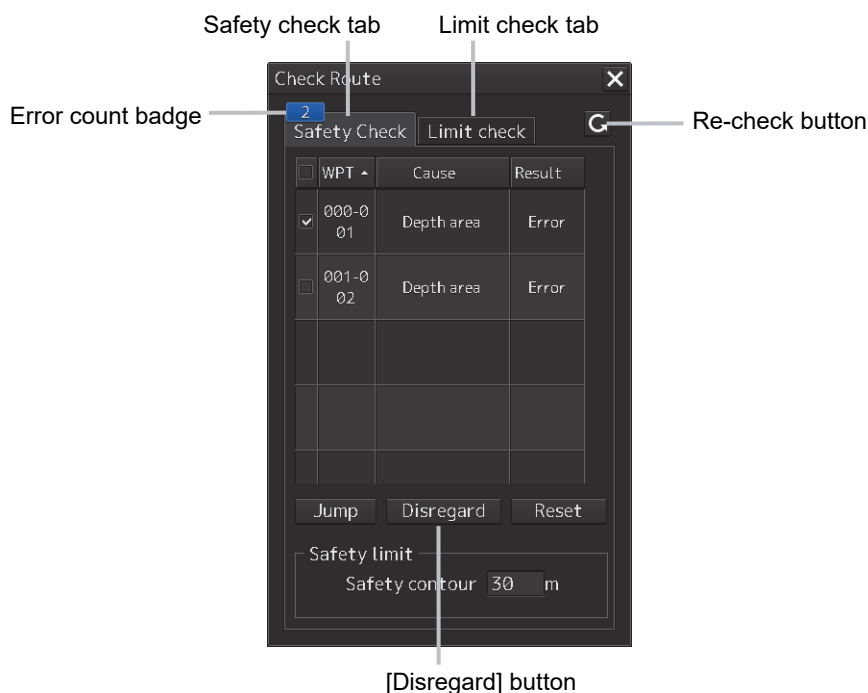 Safety check tab
Limit check tab
Check Route
Error count badge
2
Safety Check
Limit check
Re-check button
WPT
Cause
Result
000-0
01
Depth area
Error
001-0
02
Depth area
Error
Jump
Disregard
Reset
Safety limit
Safety contour 30 m
[Disregard] button